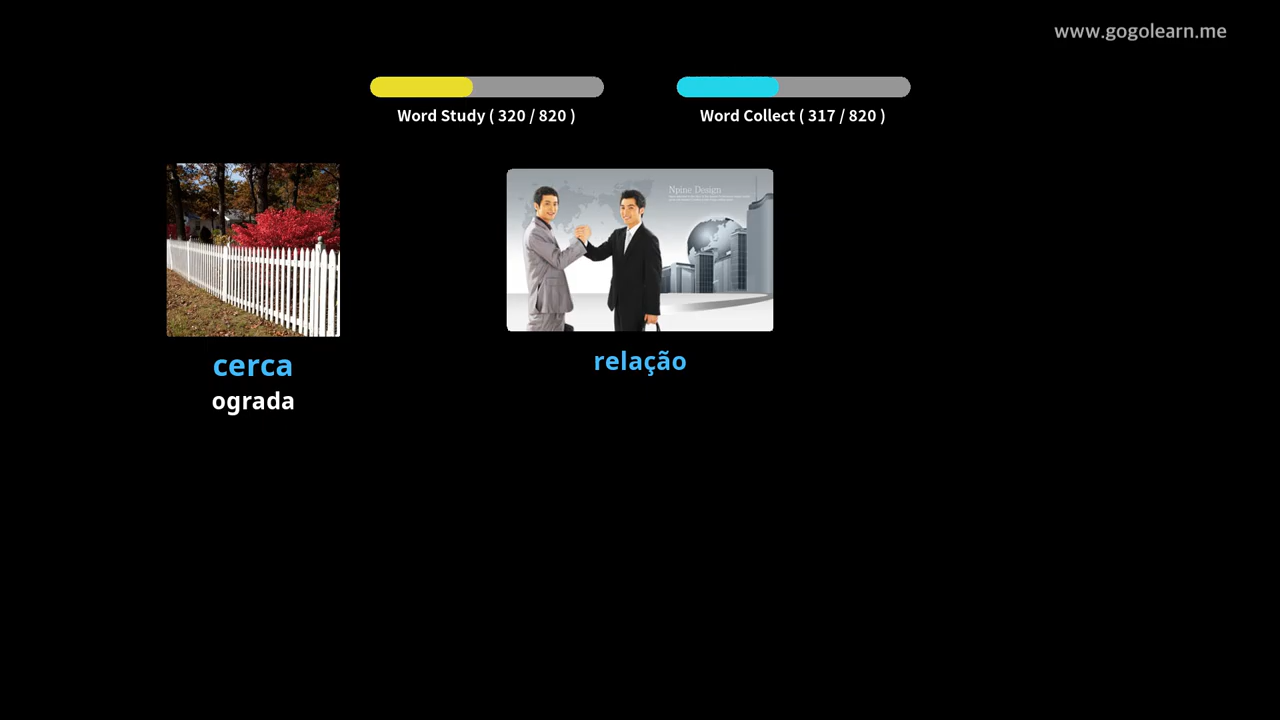 www.gogolearn.me
Word Study ( 320 / 820 )
Word Collect ( 317 / 820 )
Npine Design
cerca
ograda
relação